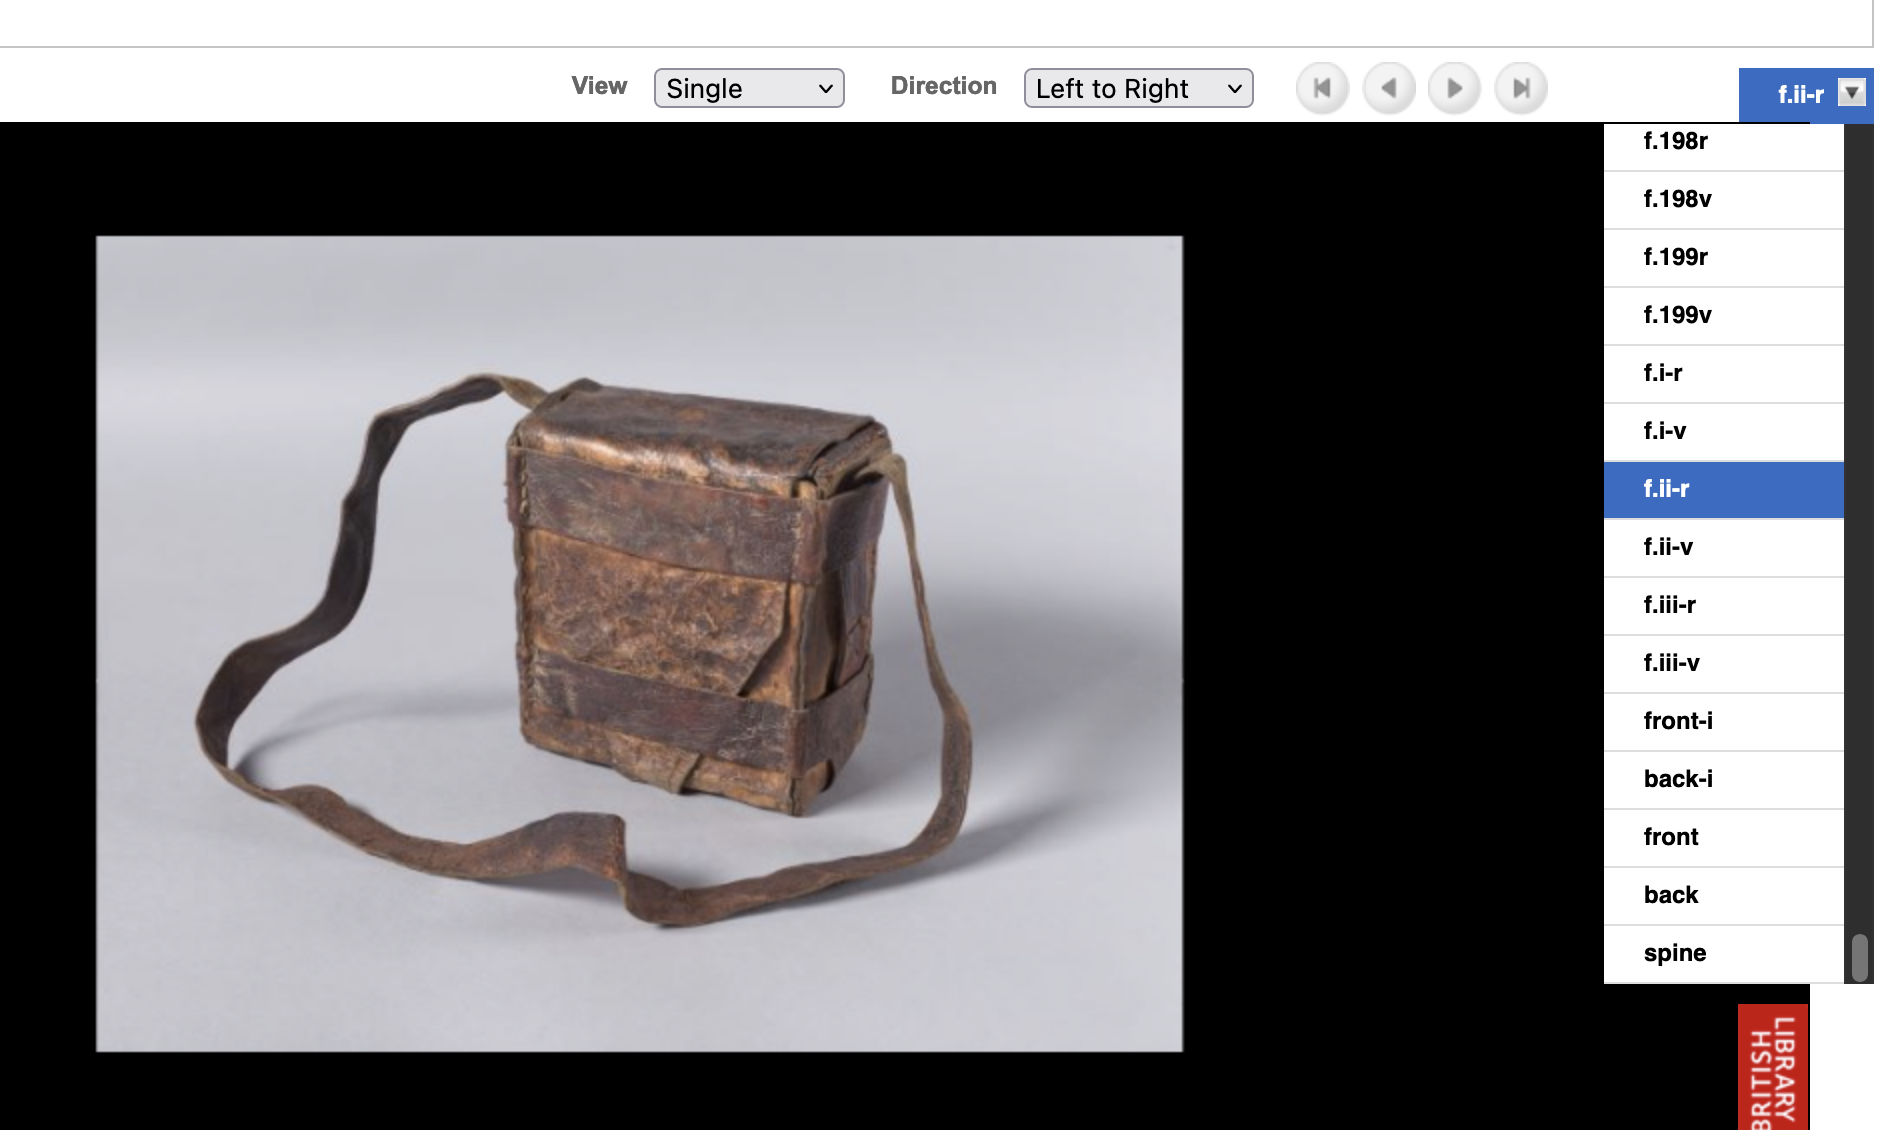 View Single Direction Left to Right f.ii-r
f.198r
f.198v
f.199r
f.199v
f.i-r
f.i-v
f.ii-r
f.ii-v
f.iii-r
f.iii-v
front-i
back-i
front
back
spine
LIBRARY
BRITISH